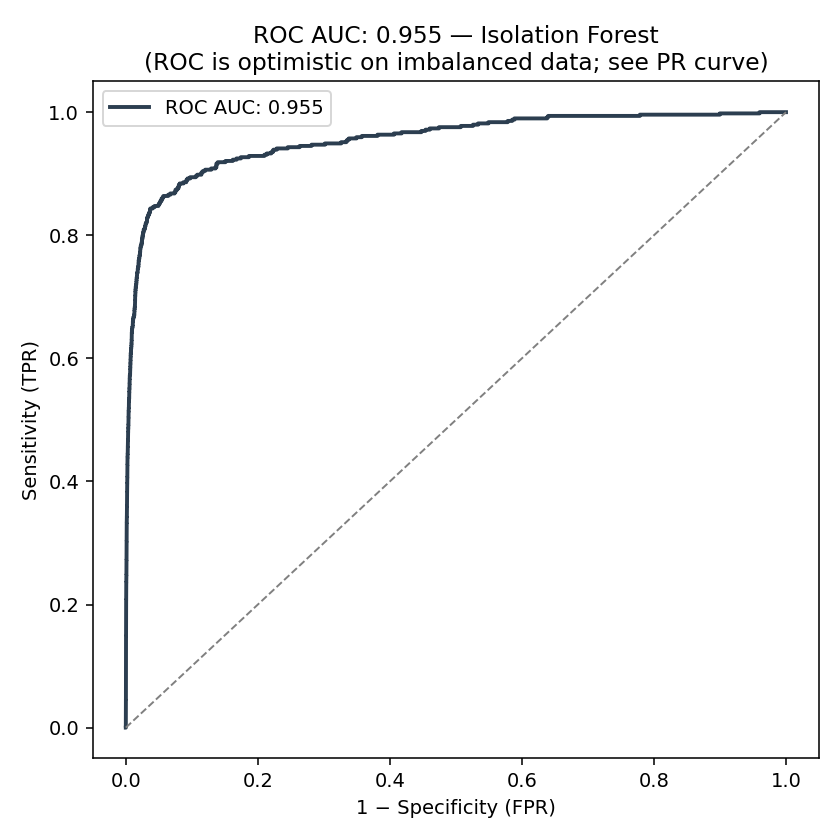 ROC AUC: 0.955 — Isolation Forest
(ROC is optimistic on imbalanced data; see PR curve)
ROC AUC: 0.955
1.0
0.8
0.6
0.4
0.2
0.0
Sensitivity (TPR)
0.0 0.2 0.4 0.6 0.8 1.0
1 − Specificity (FPR)